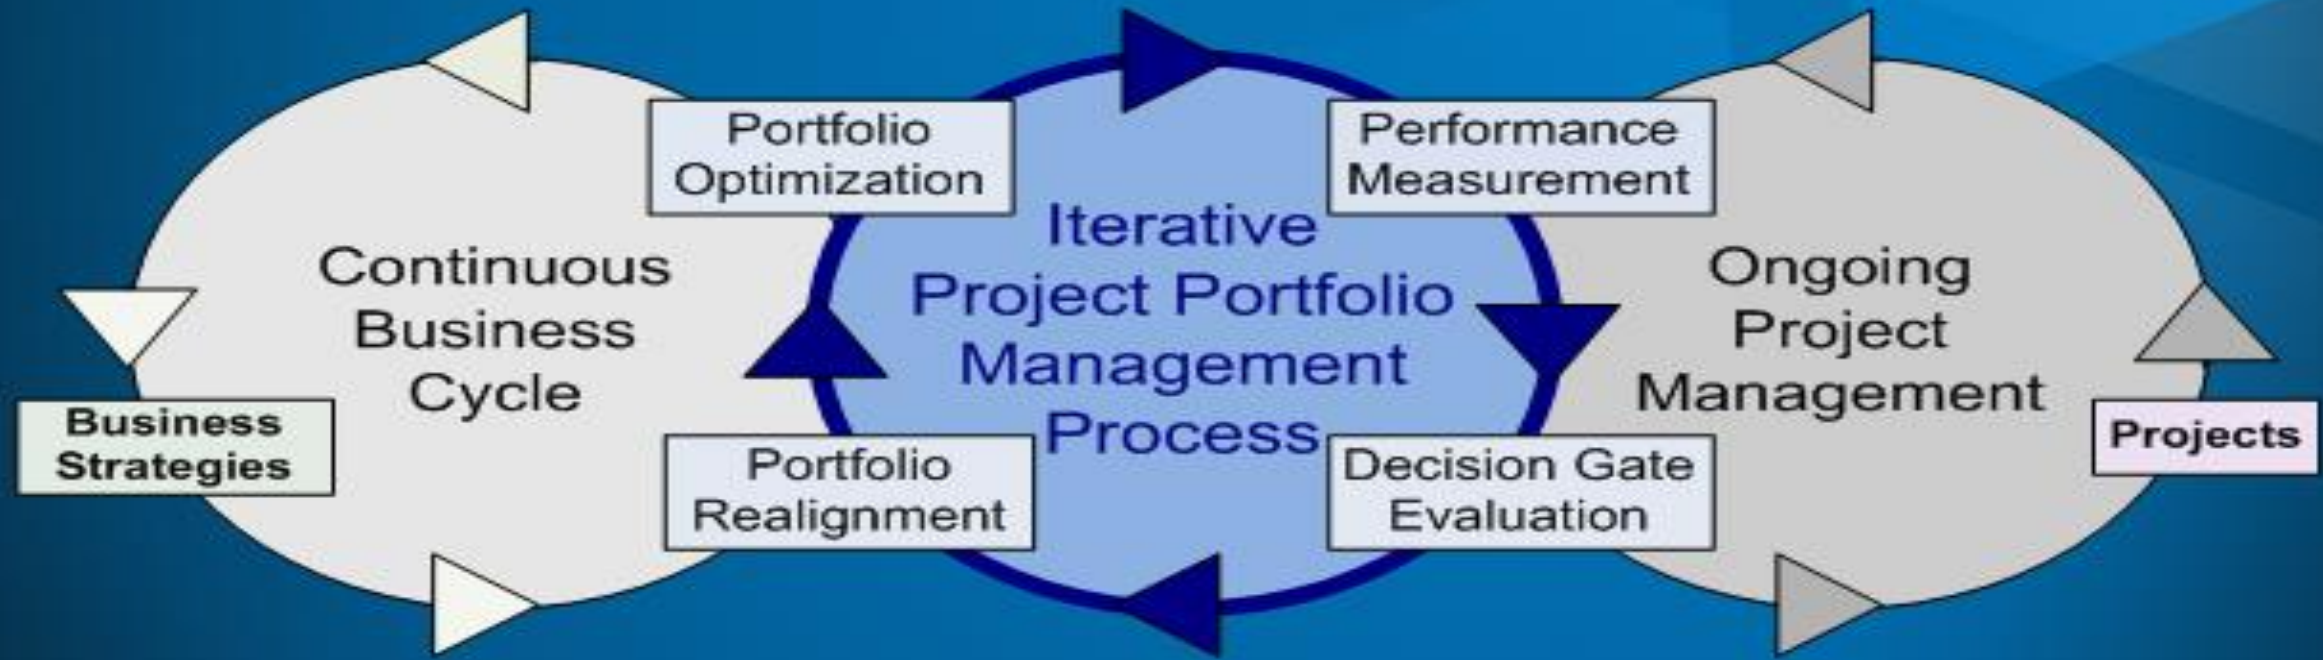 Portfolio
Optimization
Performance
Measurement
Continuous
Business
Cycle
Iterative
Project Portfolio
Management
Process
Ongoing
Project
Management
Business
Strategies
Portfolio
Realignment
Decision Gate
Evaluation
Projects